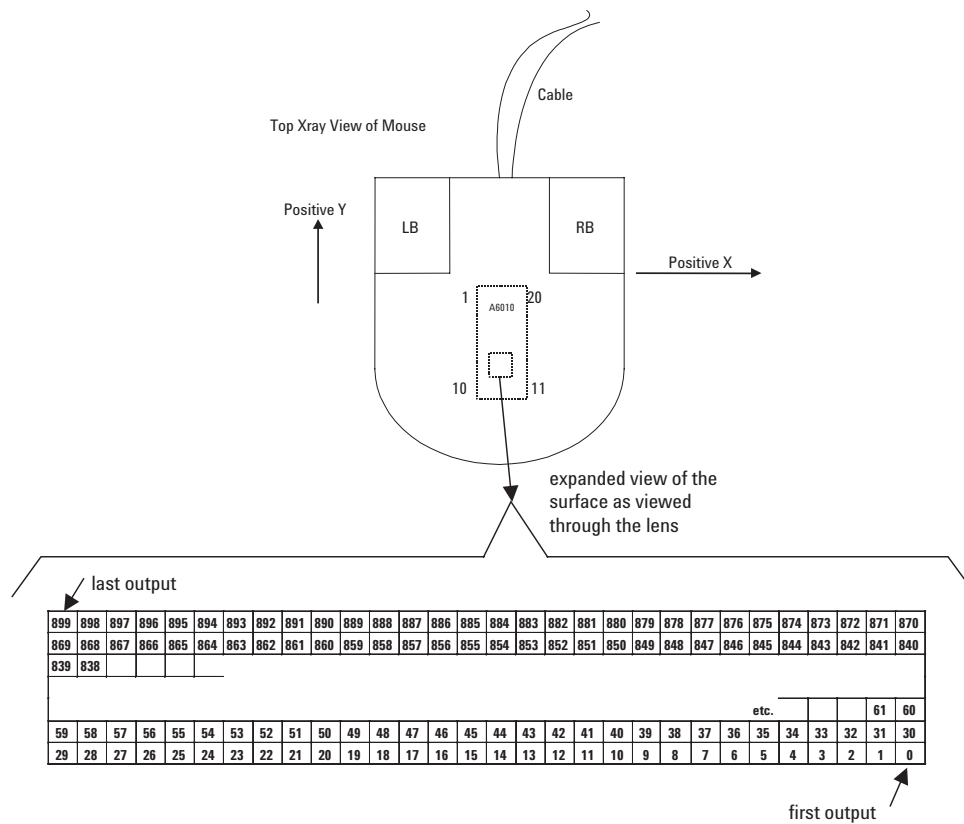 Cable
Top Xray View of Mouse
Positive Y
LB
RB
Positive X
1
20
A6010
10
11
expanded view of the
surface as viewed
through the lens
last output
899 898 897 896 895 894 893 892 891 890 889 888 887 886 885 884 883 882 881 880 879 878 877 876 875 874 873 872 871 870
869 868 867 866 865 864 863 862 861 860 859 858 857 856 855 854 853 852 851 850 849 848 847 846 845 844 843 842 841 840
839 838
etc. 61 60
59 58 57 56 55 54 53 52 51 50 49 48 47 46 45 44 43 42 41 40 39 38 37 36 35 34 33 32 31 30
29 28 27 26 25 24 23 22 21 20 19 18 17 16 15 14 13 12 11 10 9 8 7 6 5 4 3 2 1 0
first output